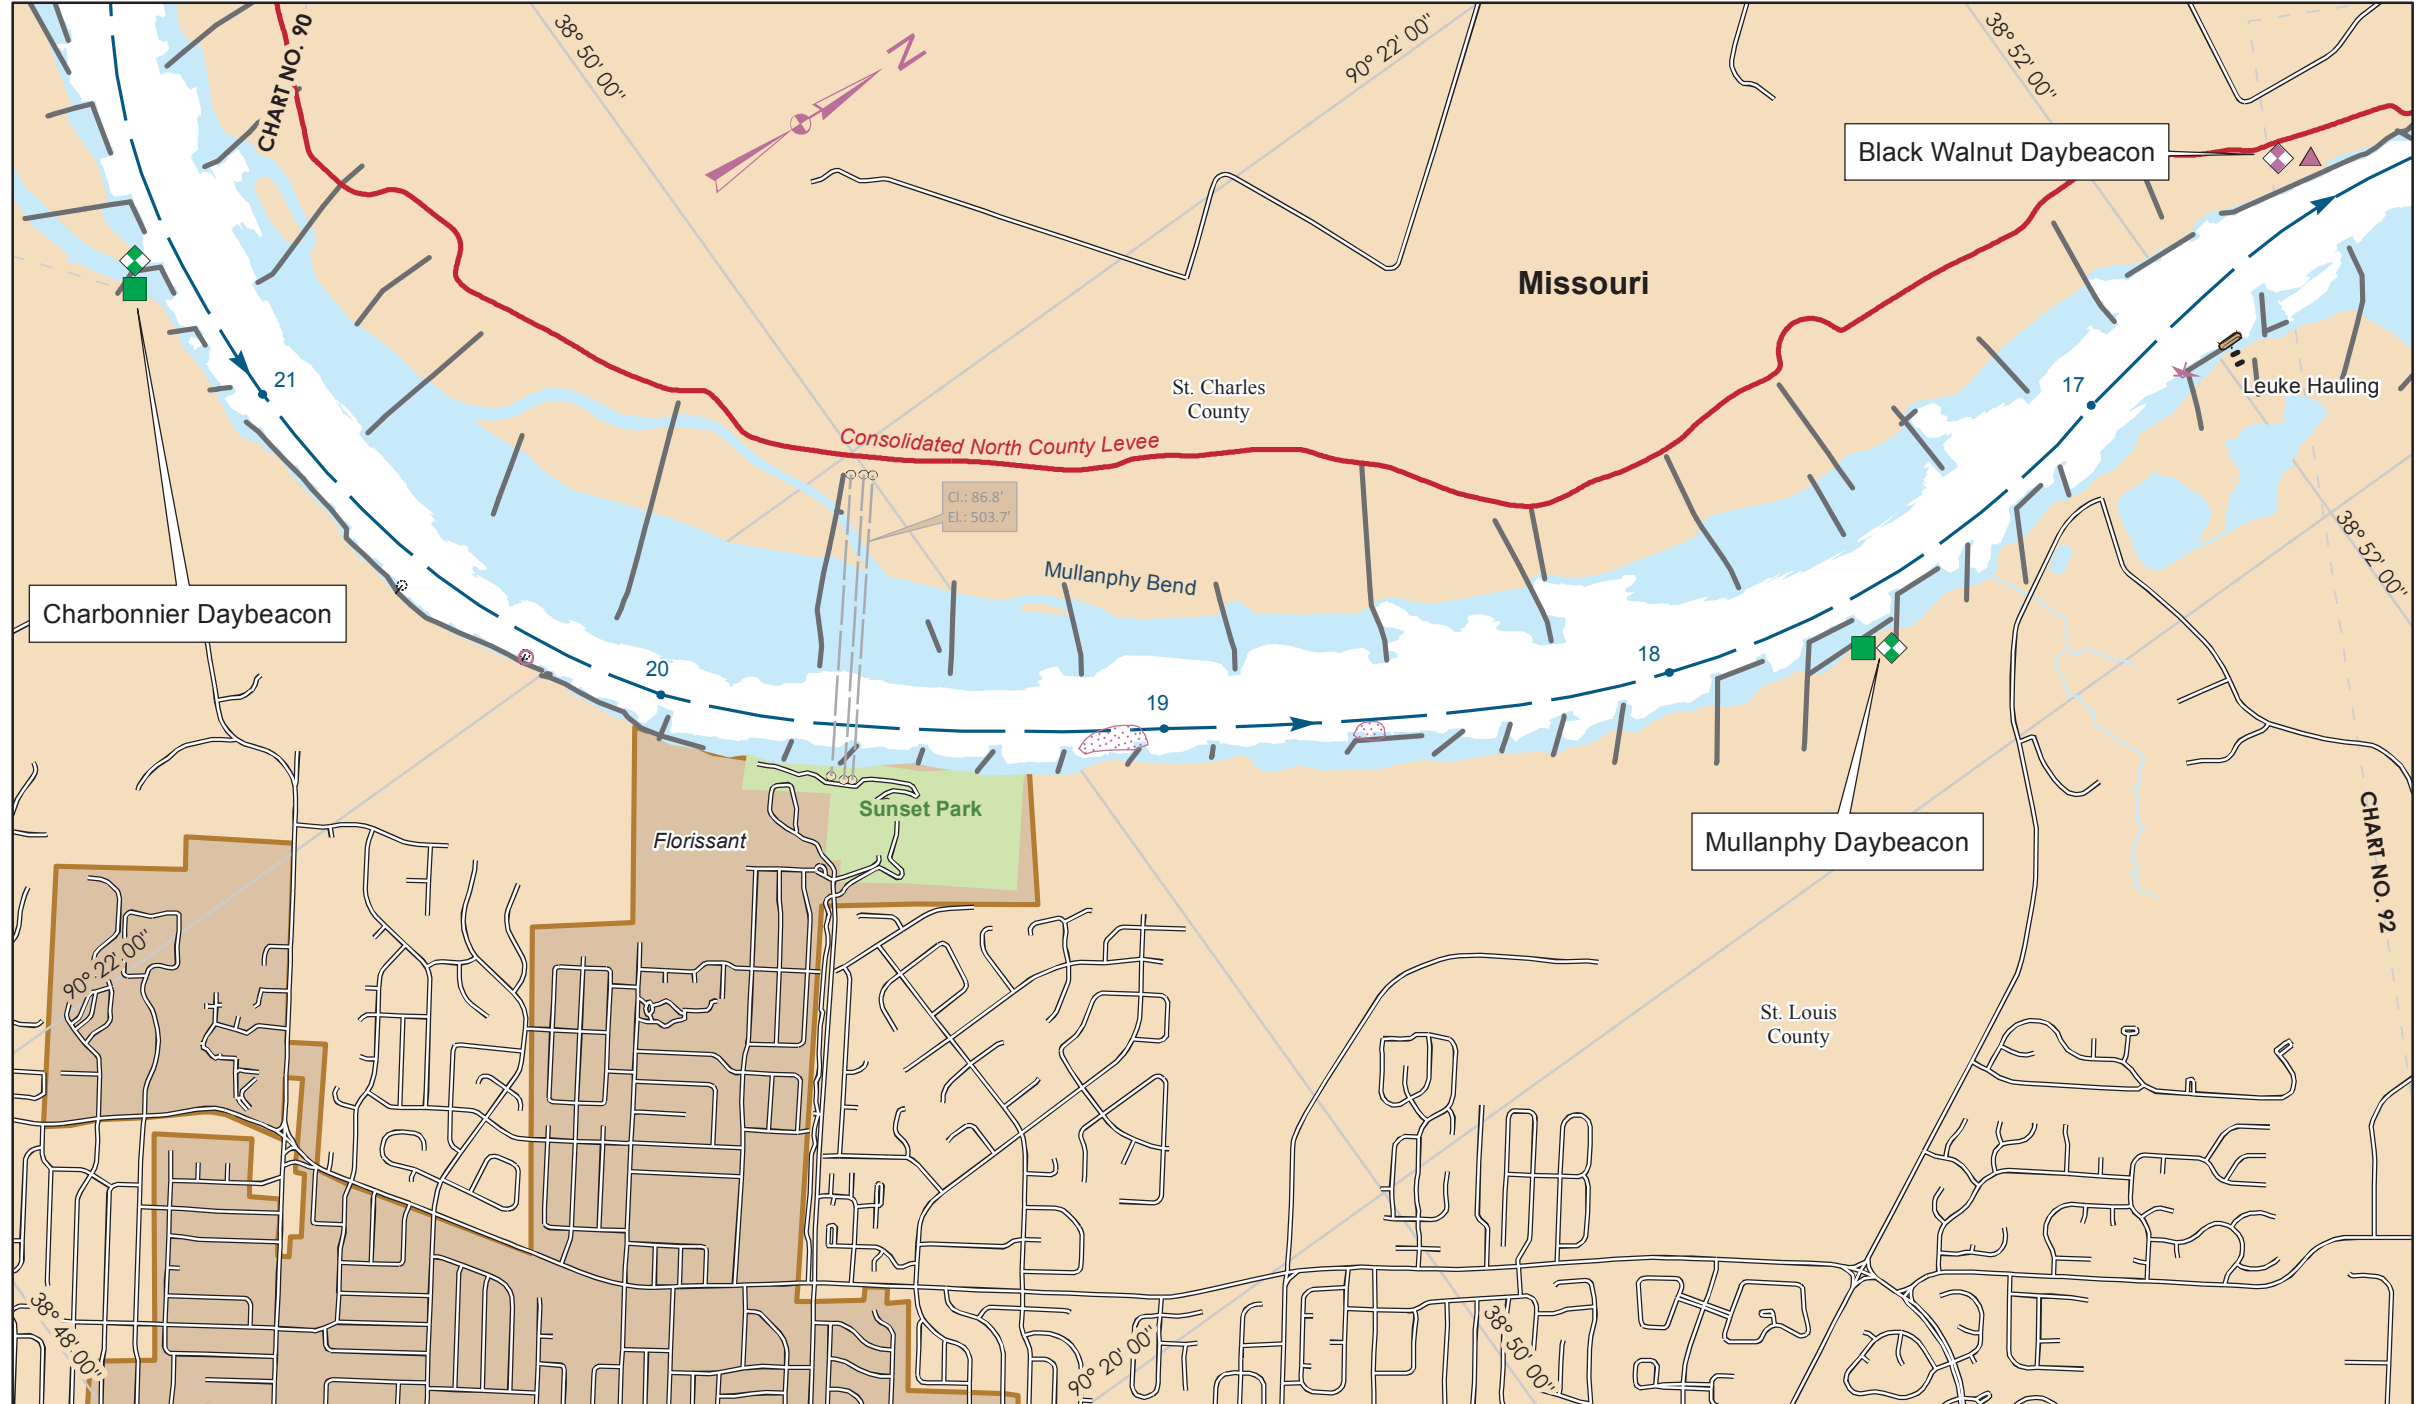 CHART NO. 90
38° 50' 00"
N
90° 22' 00"
38° 52' 00"
Black Walnut Daybeacon
Missouri
21
St. Charles
County
17
Leuke Hauling
Consolidated North County Levee
Cl.: 86.8'
El.: 503.7'
38° 52' 00"
Mullanphy Bend
Charbonnier Daybeacon
20
18
19
Sunset Park
Florissant
Mullanphy Daybeacon
CHART NO. 92
90° 22' 00"
St. Louis
County
38° 48' 00"
90° 20' 00"
38° 50' 00"